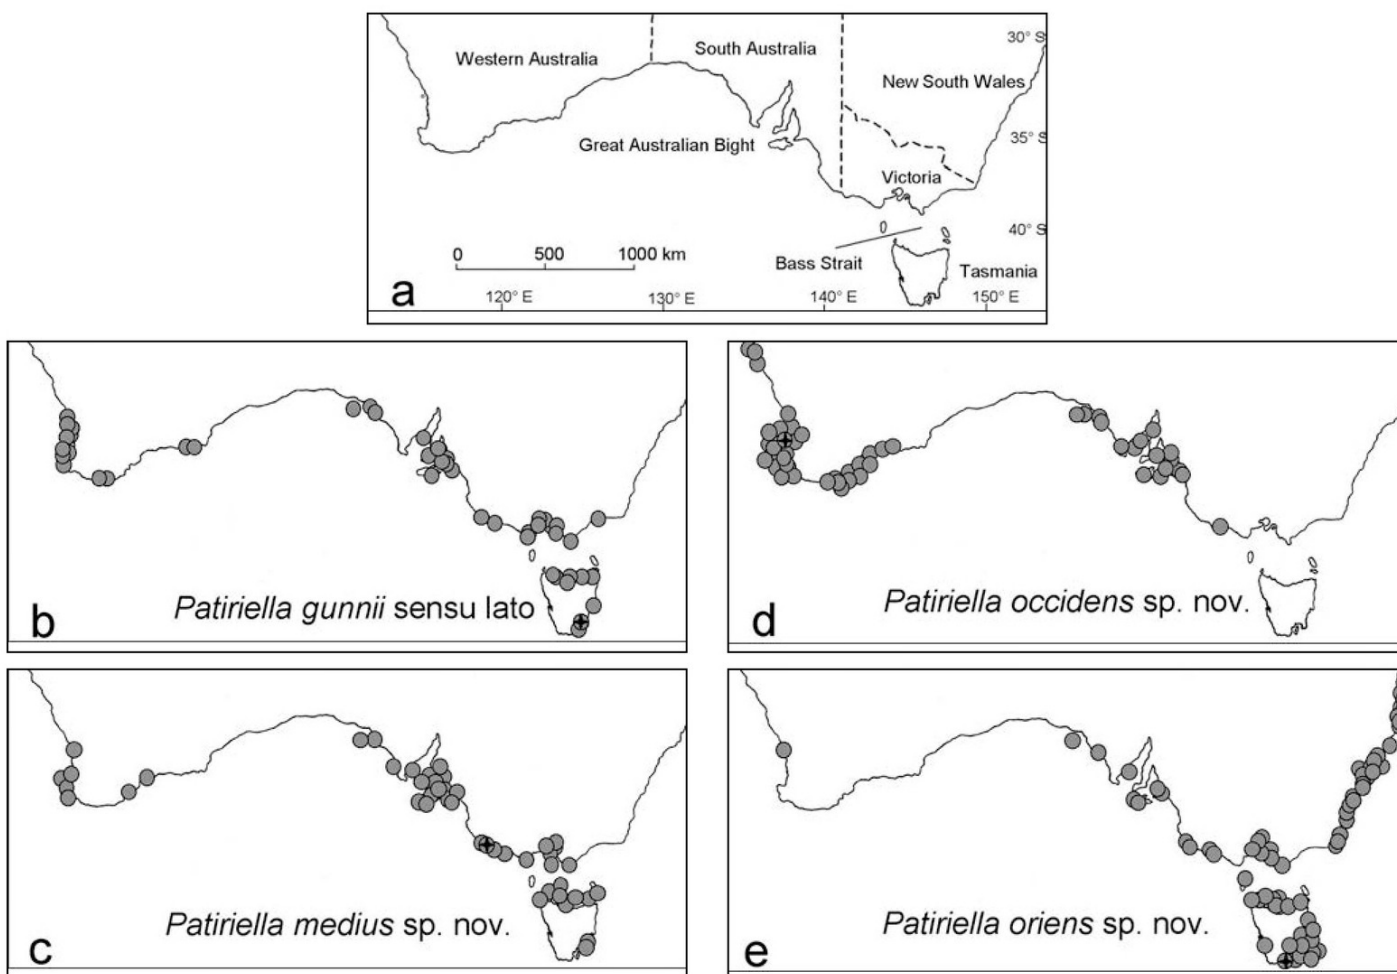 30° S
South Australia
Western Australia
New South Wales
35° S
Great Australian Bight
Victoria
40° S
0 500 1000 km
Bass Strait
Tasmania
a
120° E 130° E 140° E 150° E
Patiriella gunnii sensu lato
b
Patiriella occidens sp. nov.
d
Patiriella medius sp. nov.
c
Patiriella oriens sp. nov.
e